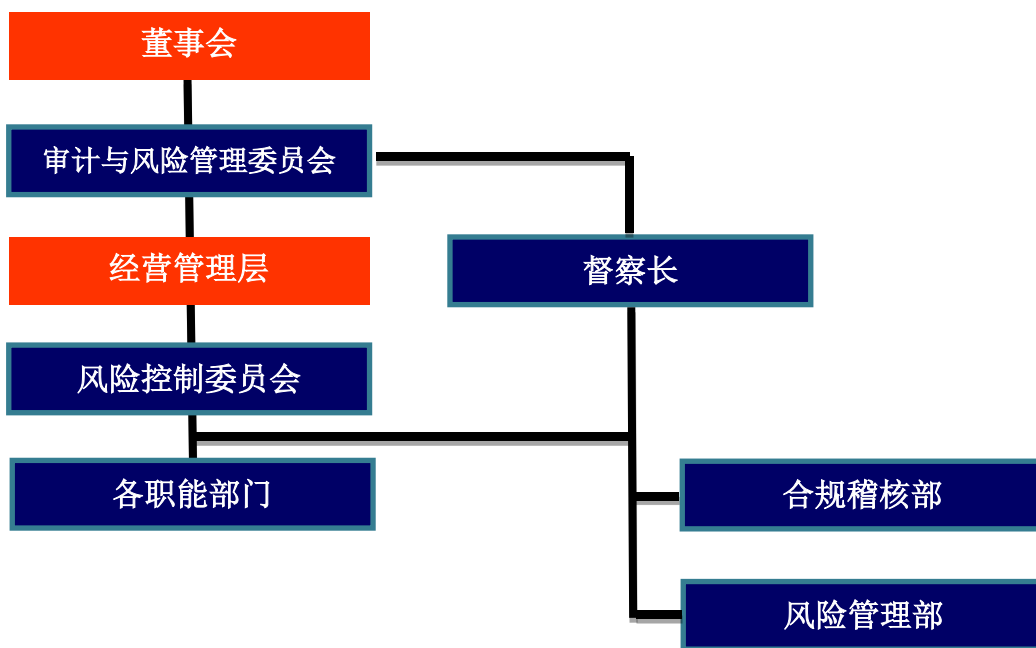 董事会
审计与风险管理委员会
经营管理层
督察长
风险控制委员会
各职能部门
合规稽核部
风险管理部